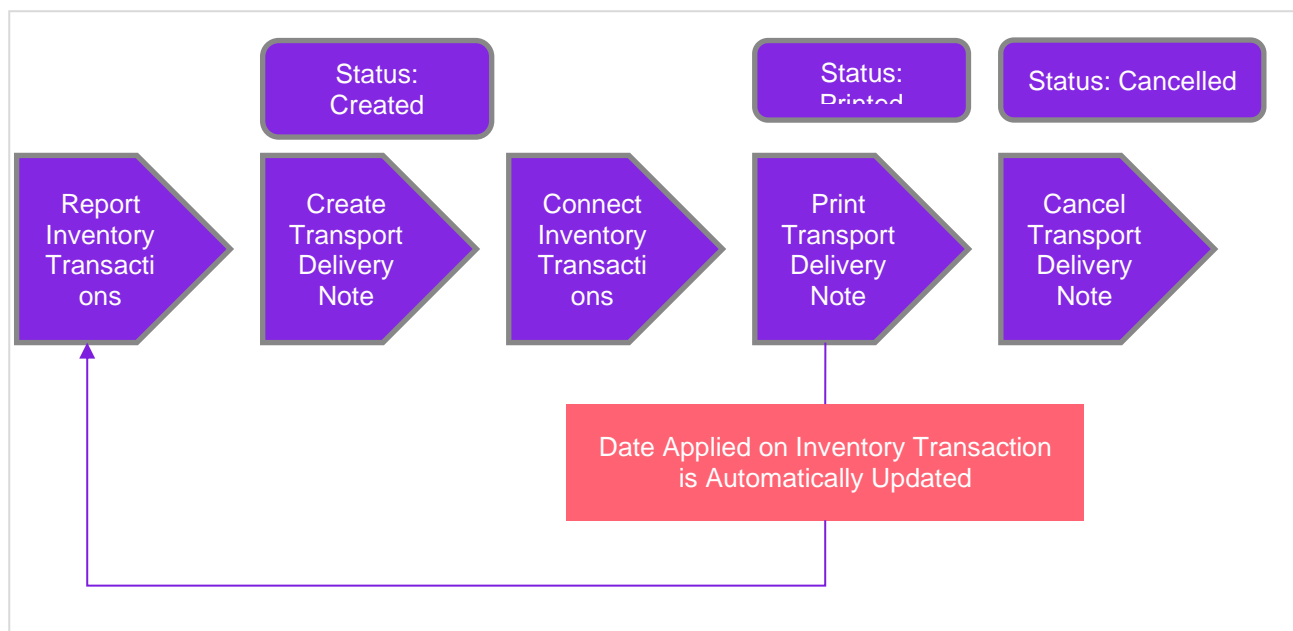 Status:
Created
Status:
Printed
Status: Cancelled
Report
Inventory
Transacti
ons
Create
Transport
Delivery
Note
Connect
Inventory
Transacti
ons
Print
Transport
Delivery
Note
Cancel
Transport
Delivery
Note
Date Applied on Inventory Transaction
is Automatically Updated